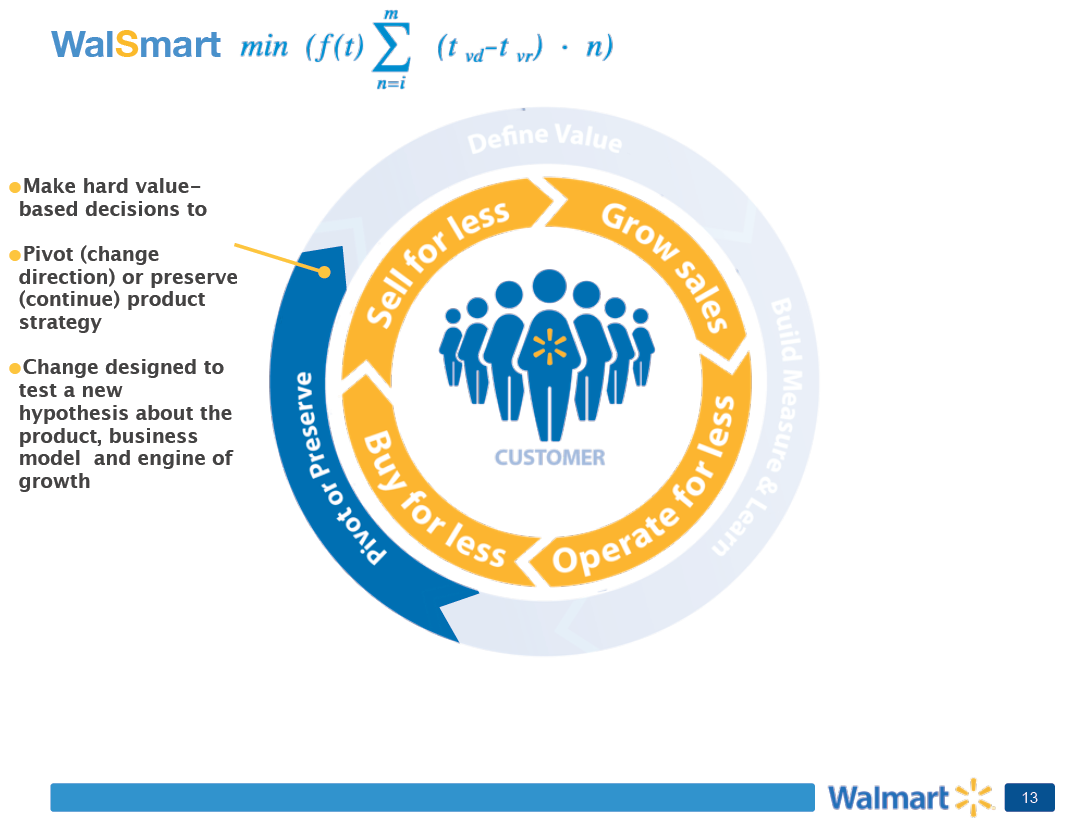 WalSmart min (f(t) m∑n=i (t vd–t vr) · n)
●Make hard value-
based decisions to
●Pivot (change
direction) or preserve
(continue) product
strategy
●Change designed to
test a new
hypothesis about the
product, business
model and engine of
growth
Define Value
Build Measure & Learn
Pivot or Preserve
Sell for less
Grow sales
Operate for less
Buy for less
CUSTOMER
Walmart
13